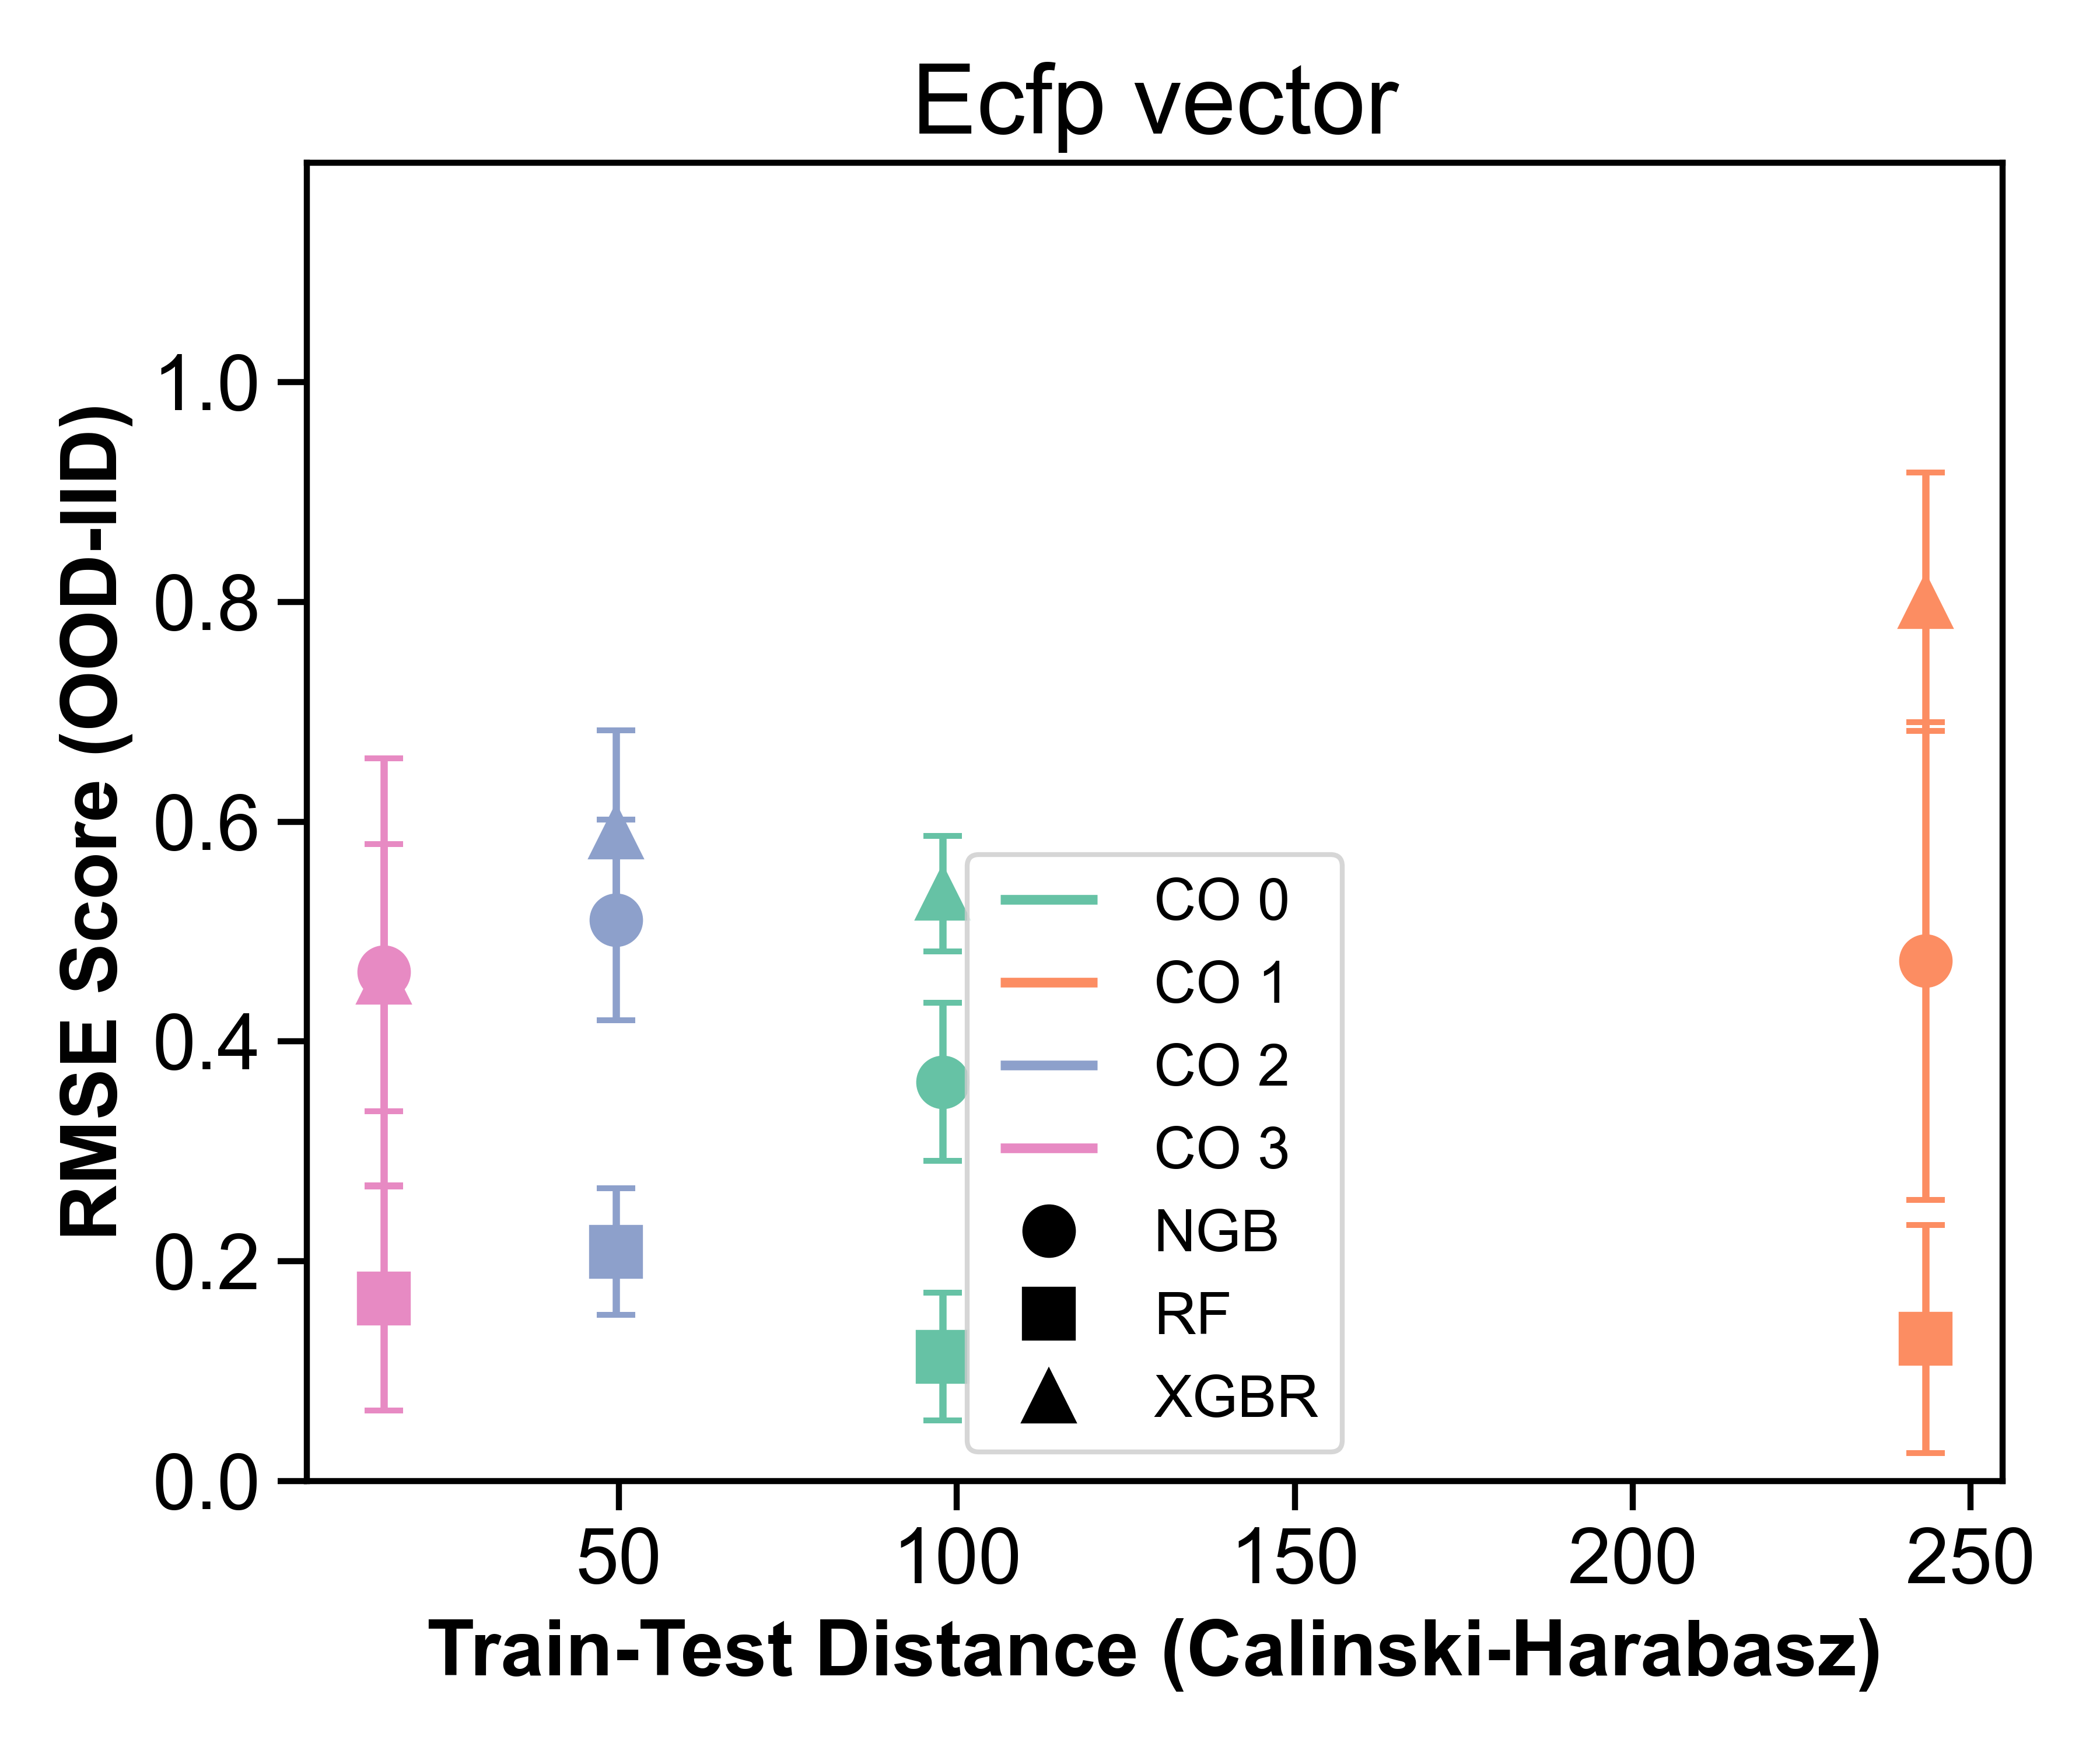 Ecfp vector
RMSE Score (OOD-IID)
1.0
0.8
0.6
0.4
0.2
0.0
CO 0
CO 1
CO 2
CO 3
NGB
RF
XGBR
50 100 150 200 250
Train-Test Distance (Calinski-Harabasz)